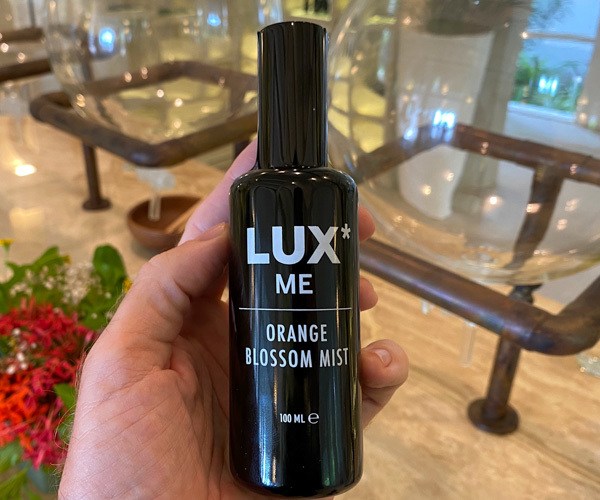 LUX*
ME
ORANGE
BLOSSOM MIST
100 ML ℮